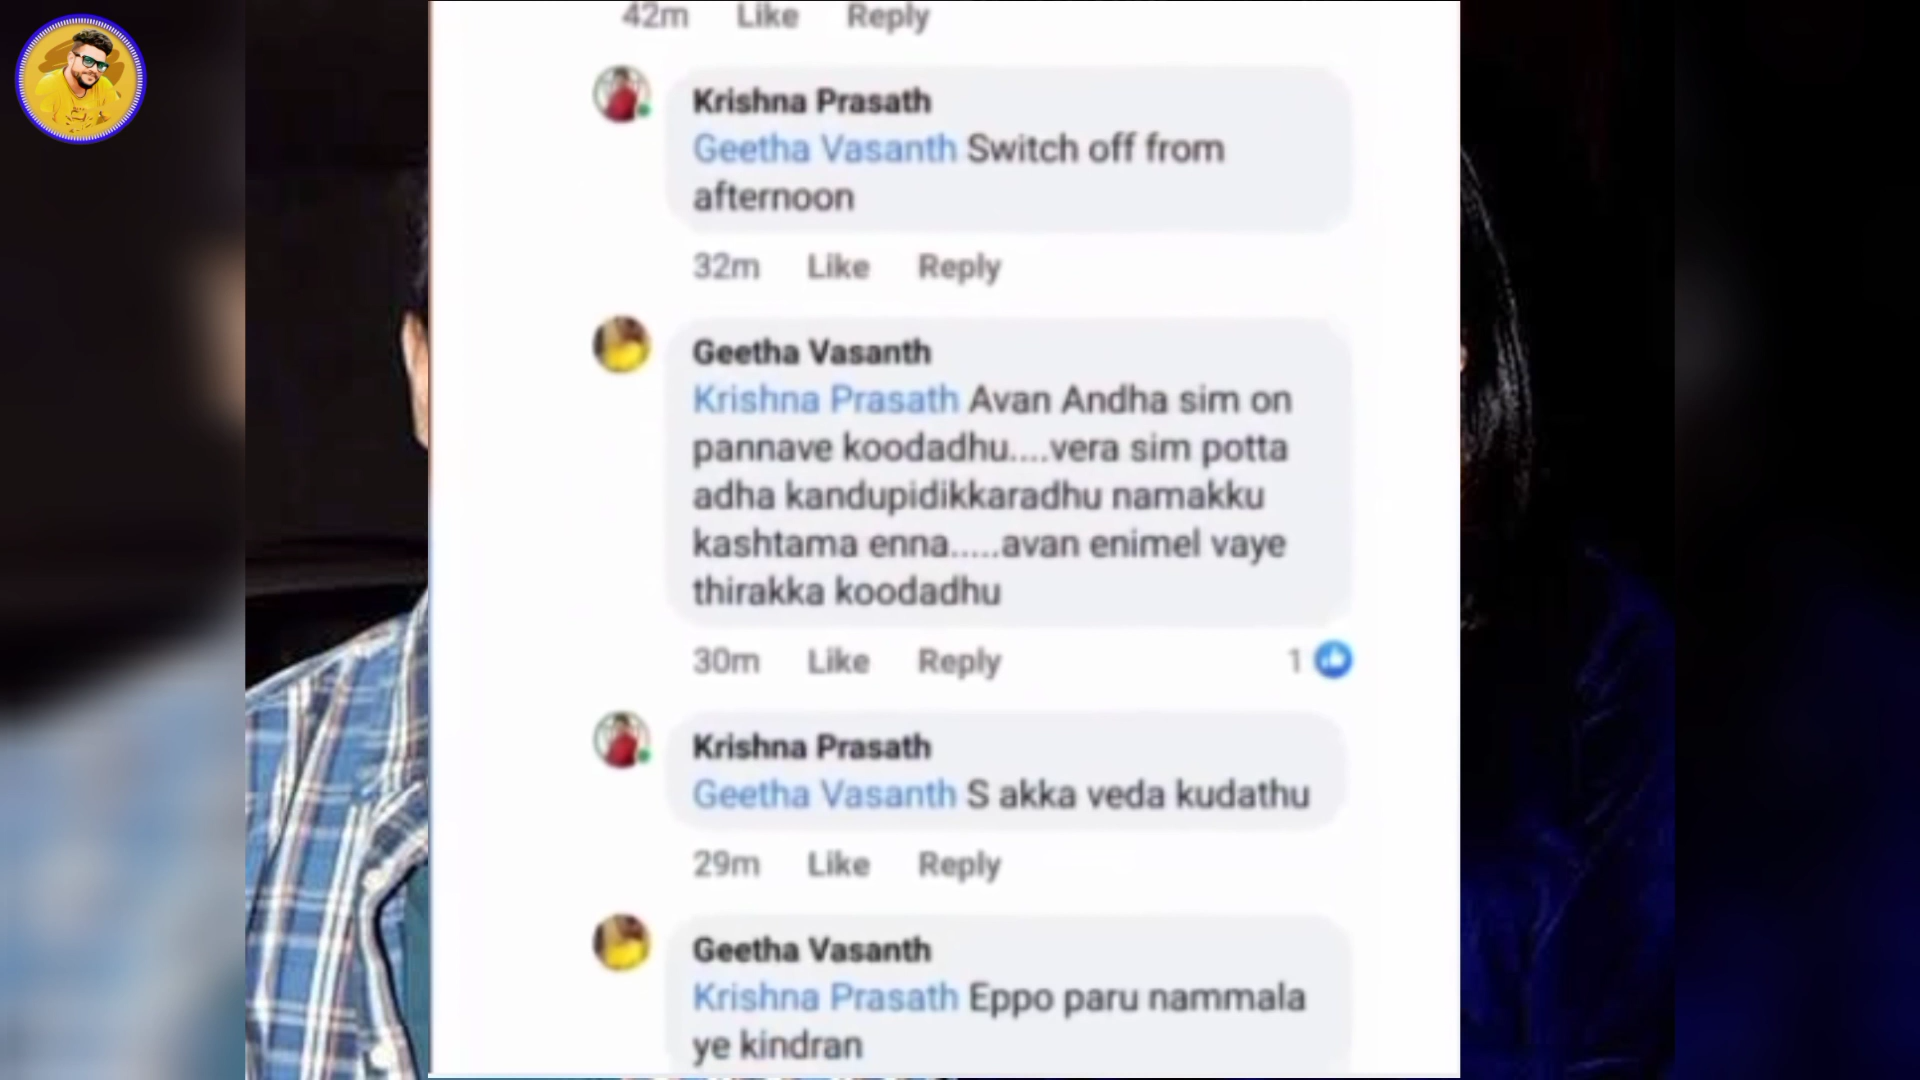 42m Like Reply
Krishna Prasath
Geetha Vasanth Switch off from
afternoon
32m Like Reply
Geetha Vasanth
Krishna Prasath Avan Andha sim on
pannave koodadhu....vera sim potta
adha kandupidikkaradhu namakku
kashtama enna.....avan enimel vaye
thirakka koodadhu
30m Like Reply 1
Krishna Prasath
Geetha Vasanth S akka veda kudathu
29m Like Reply
Geetha Vasanth
Krishna Prasath Eppo paru nammala
ye kindran